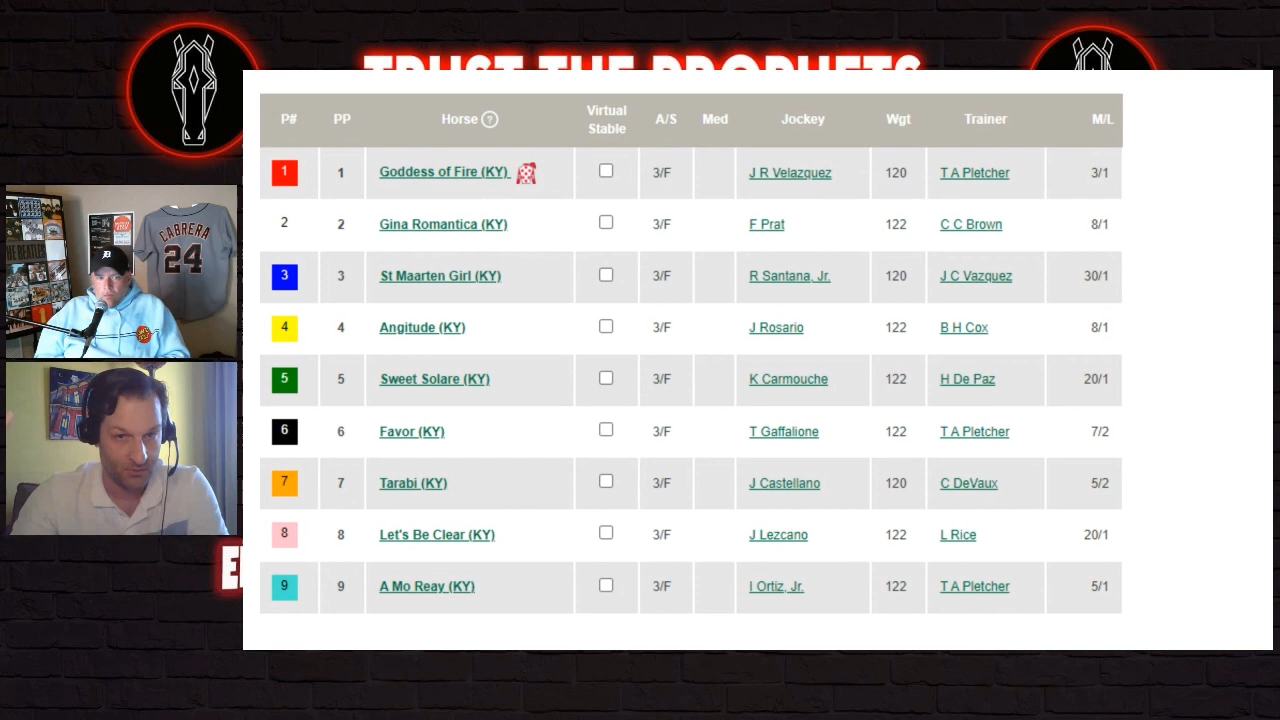 TRUST THE PROPHETS
P# PP Horse ? Virtual Stable A/S Med Jockey Wgt Trainer M/L
1 1 Goddess of Fire (KY) 3/F J R Velazquez 120 T A Pletcher 3/1
2 2 Gina Romantica (KY) 3/F F Prat 122 C C Brown 8/1
3 3 St Maarten Girl (KY) 3/F R Santana, Jr. 120 J C Vazquez 30/1
4 4 Angitude (KY) 3/F J Rosario 122 B H Cox 8/1
5 5 Sweet Solare (KY) 3/F K Carmouche 122 H De Paz 20/1
6 6 Favor (KY) 3/F T Gaffalione 122 T A Pletcher 7/2
7 7 Tarabi (KY) 3/F J Castellano 120 C DeVaux 5/2
8 8 Let's Be Clear (KY) 3/F J Lezcano 122 L Rice 20/1
9 9 A Mo Reay (KY) 3/F I Ortiz, Jr. 122 T A Pletcher 5/1
CABRERA
24
THE BEATLES
D